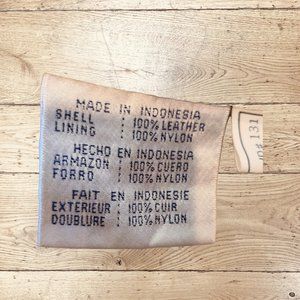 MADE IN INDONESIA
SHELL : 100% LEATHER
LINING : 100% NYLON
HECHO EN INDONESIA
ARMAZON : 100% CUERO
FORRO : 100% NYLON
FAIT EN INDONESIE
EXTERIEUR : 100% CUIR
DOUBLURE : 100% NYLON
131